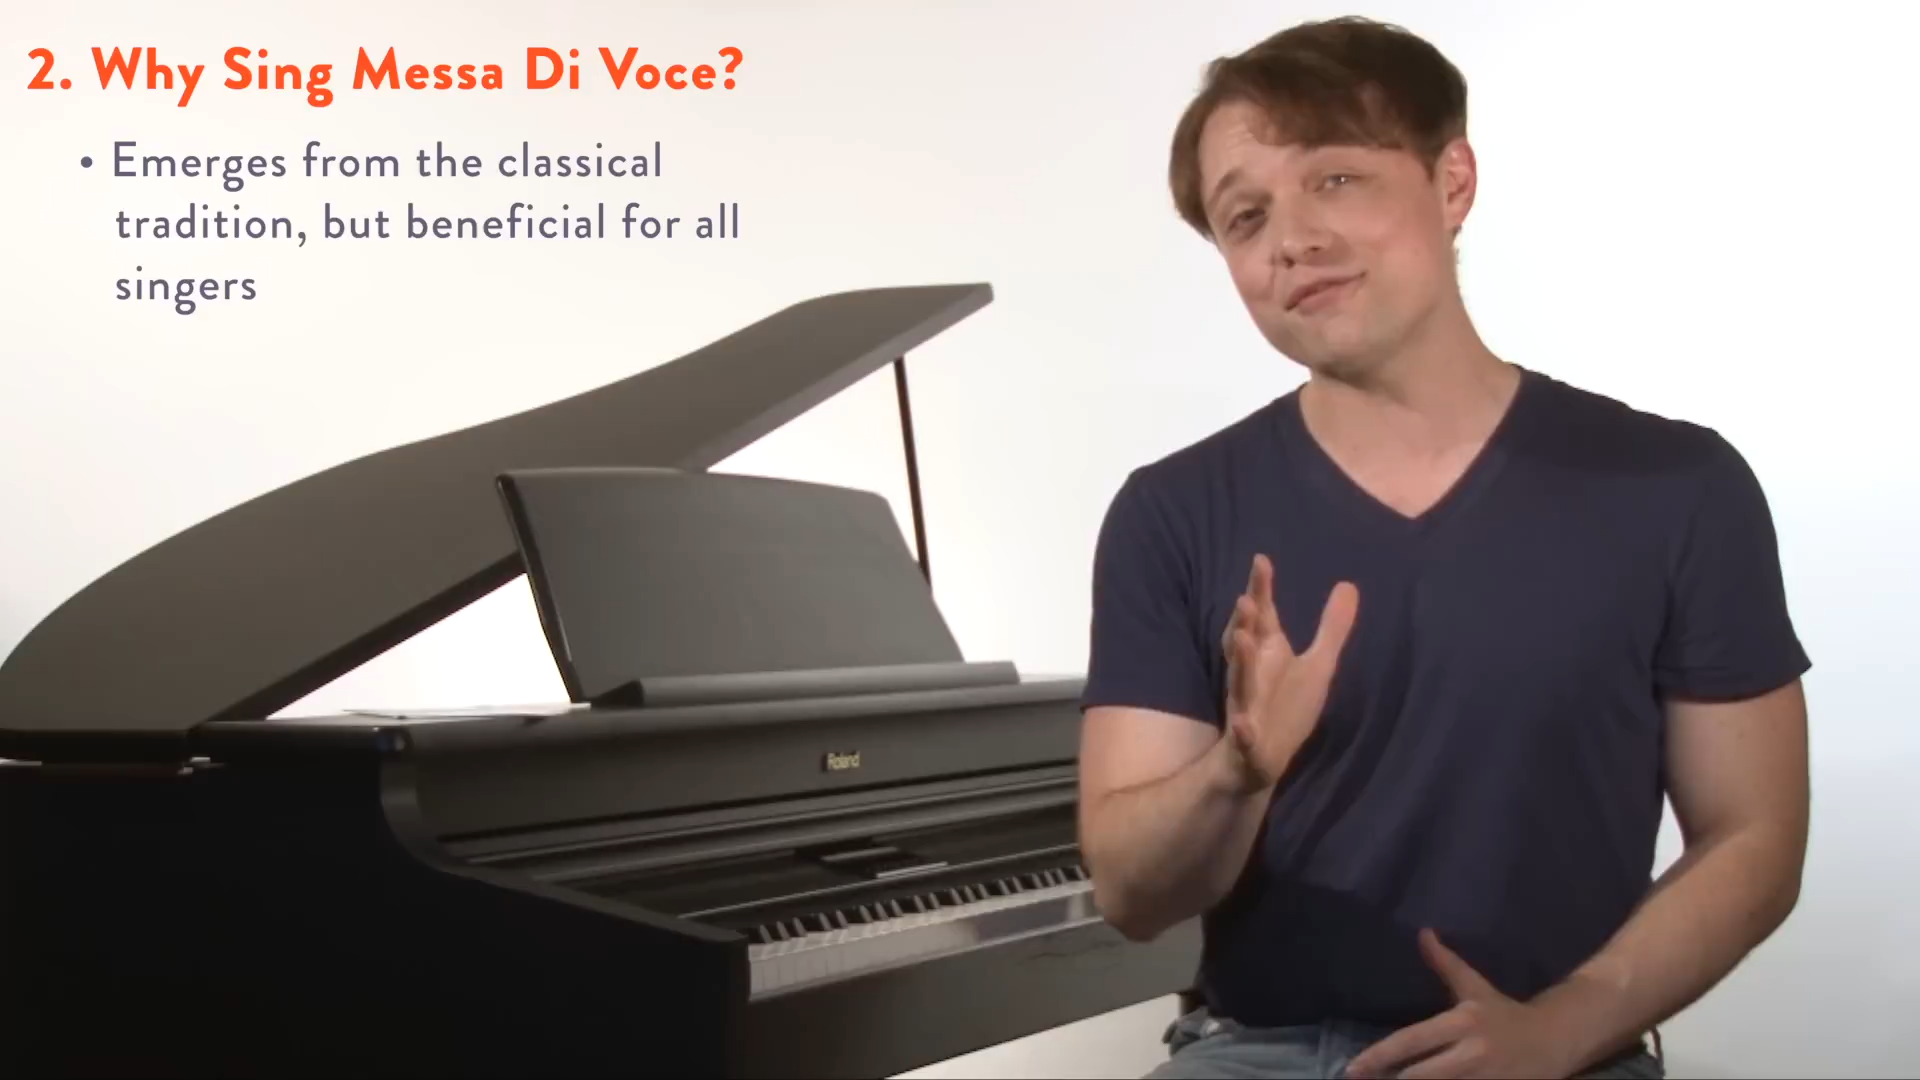 2. Why Sing Messa Di Voce?
• Emerges from the classical
tradition, but beneficial for all
singers
Roland